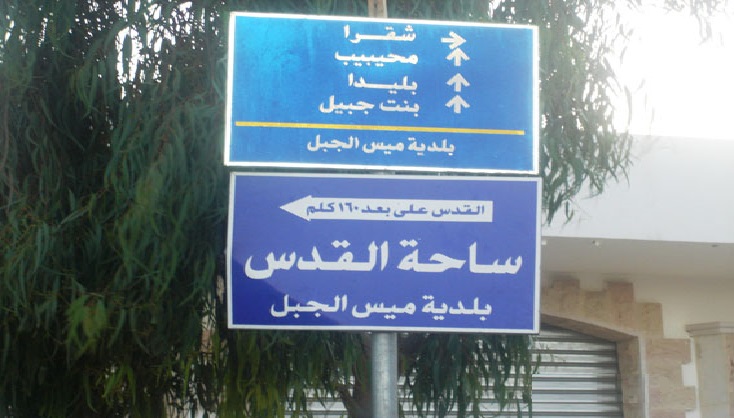 شقرا
محيبيب
بليدا
بنت جبيل
بلدية ميس الجبل
القدس على بعد ١٦٠ كلم
ساحة القدس
بلدية ميس الجبل